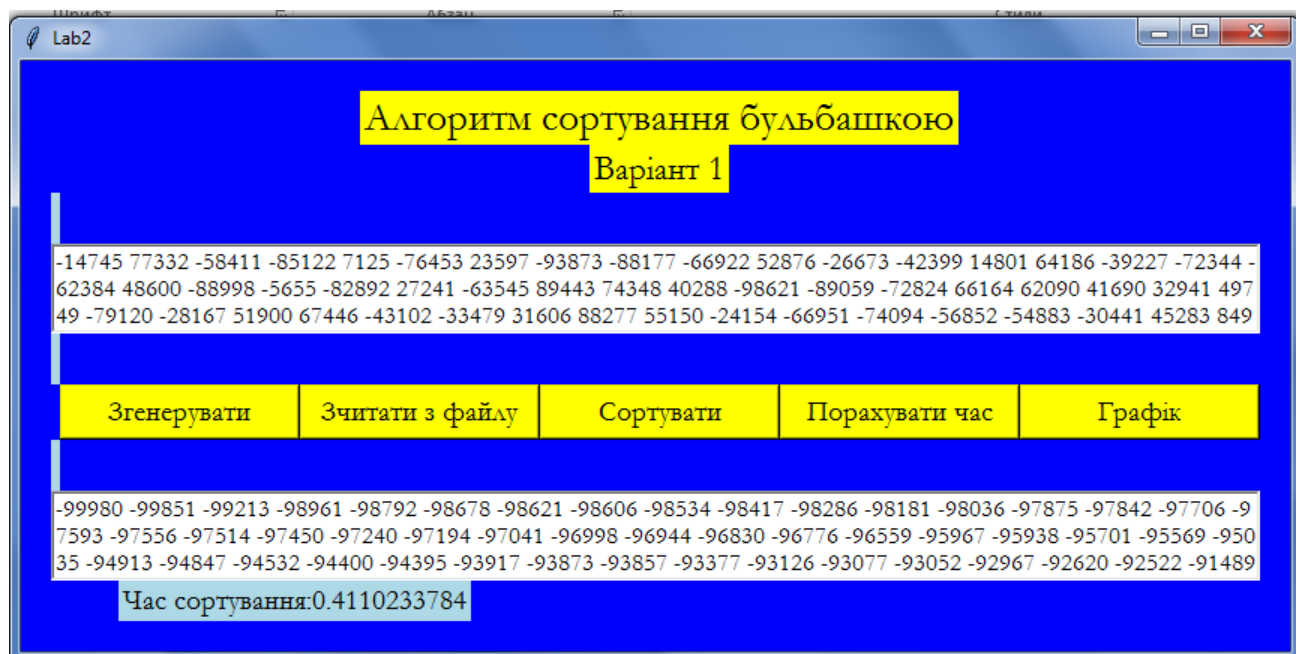 Шрифт Абзац Стили
Lab2
Алгоритм сортування бульбашкою
Варіант 1
-14745 77332 -58411 -85122 7125 -76453 23597 -93873 -88177 -66922 52876 -26673 -42399 14801 64186 -39227 -72344 -
62384 48600 -88998 -5655 -82892 27241 -63545 89443 74348 40288 -98621 -89059 -72824 66164 62090 41690 32941 497
49 -79120 -28167 51900 67446 -43102 -33479 31606 88277 55150 -24154 -66951 -74094 -56852 -54883 -30441 45283 849
Згенерувати Зчитати з файлу Сортувати Порахувати час Графік
-99980 -99851 -99213 -98961 -98792 -98678 -98621 -98606 -98534 -98417 -98286 -98181 -98036 -97875 -97842 -97706 -9
7593 -97556 -97514 -97450 -97240 -97194 -97041 -96998 -96944 -96830 -96776 -96559 -95967 -95938 -95701 -95569 -950
35 -94913 -94847 -94532 -94400 -94395 -93917 -93873 -93857 -93377 -93126 -93077 -93052 -92967 -92620 -92522 -91489
Час сортування:0.4110233784